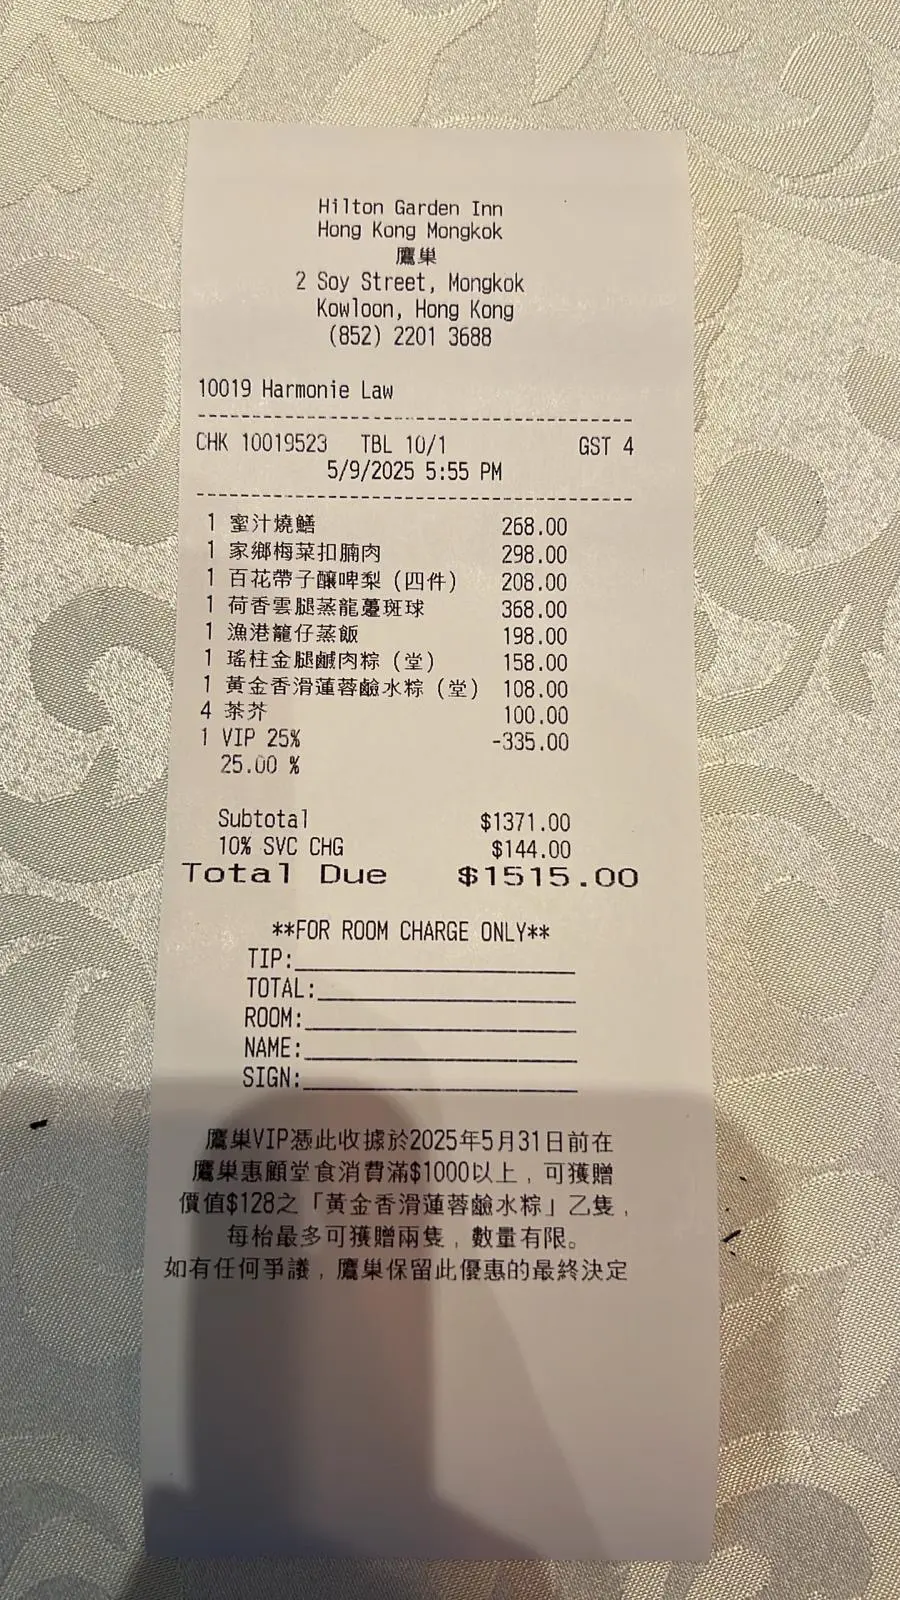 Hilton Garden Inn
Hong Kong Mongkok
鷹巢
2 Soy Street, Mongkok
Kowloon, Hong Kong
(852) 2201 3688
10019 Harmonie Law
CHK 10019523 TBL 10/1 GST 4
5/9/2025 5:55 PM
1 蜜汁燒鱔 268.00
1 家鄉梅菜扣腩肉 298.00
1 百花帶子釀啤梨 (四件) 208.00
1 荷香雲腿蒸龍躉斑球 368.00
1 漁港籠仔蒸飯 198.00
1 瑤柱金腿鹹肉粽 (堂) 158.00
1 黃金香滑蓮蓉鹼水粽 (堂) 108.00
4 茶芥 100.00
1 VIP 25% -335.00
25.00 %
Subtotal $1371.00
10% SVC CHG $144.00
Total Due $1515.00
**FOR ROOM CHARGE ONLY**
TIP:
TOTAL:
ROOM:
NAME:
SIGN:
鷹巢VIP憑此收據於2025年5月31日前在
鷹巢惠顧堂食消費滿$1000以上，可獲贈
價值$128之「黃金香滑蓮蓉鹼水粽」乙隻，
每枱最多可獲贈兩隻，數量有限。
如有任何爭議，鷹巢保留此優惠的最終決定